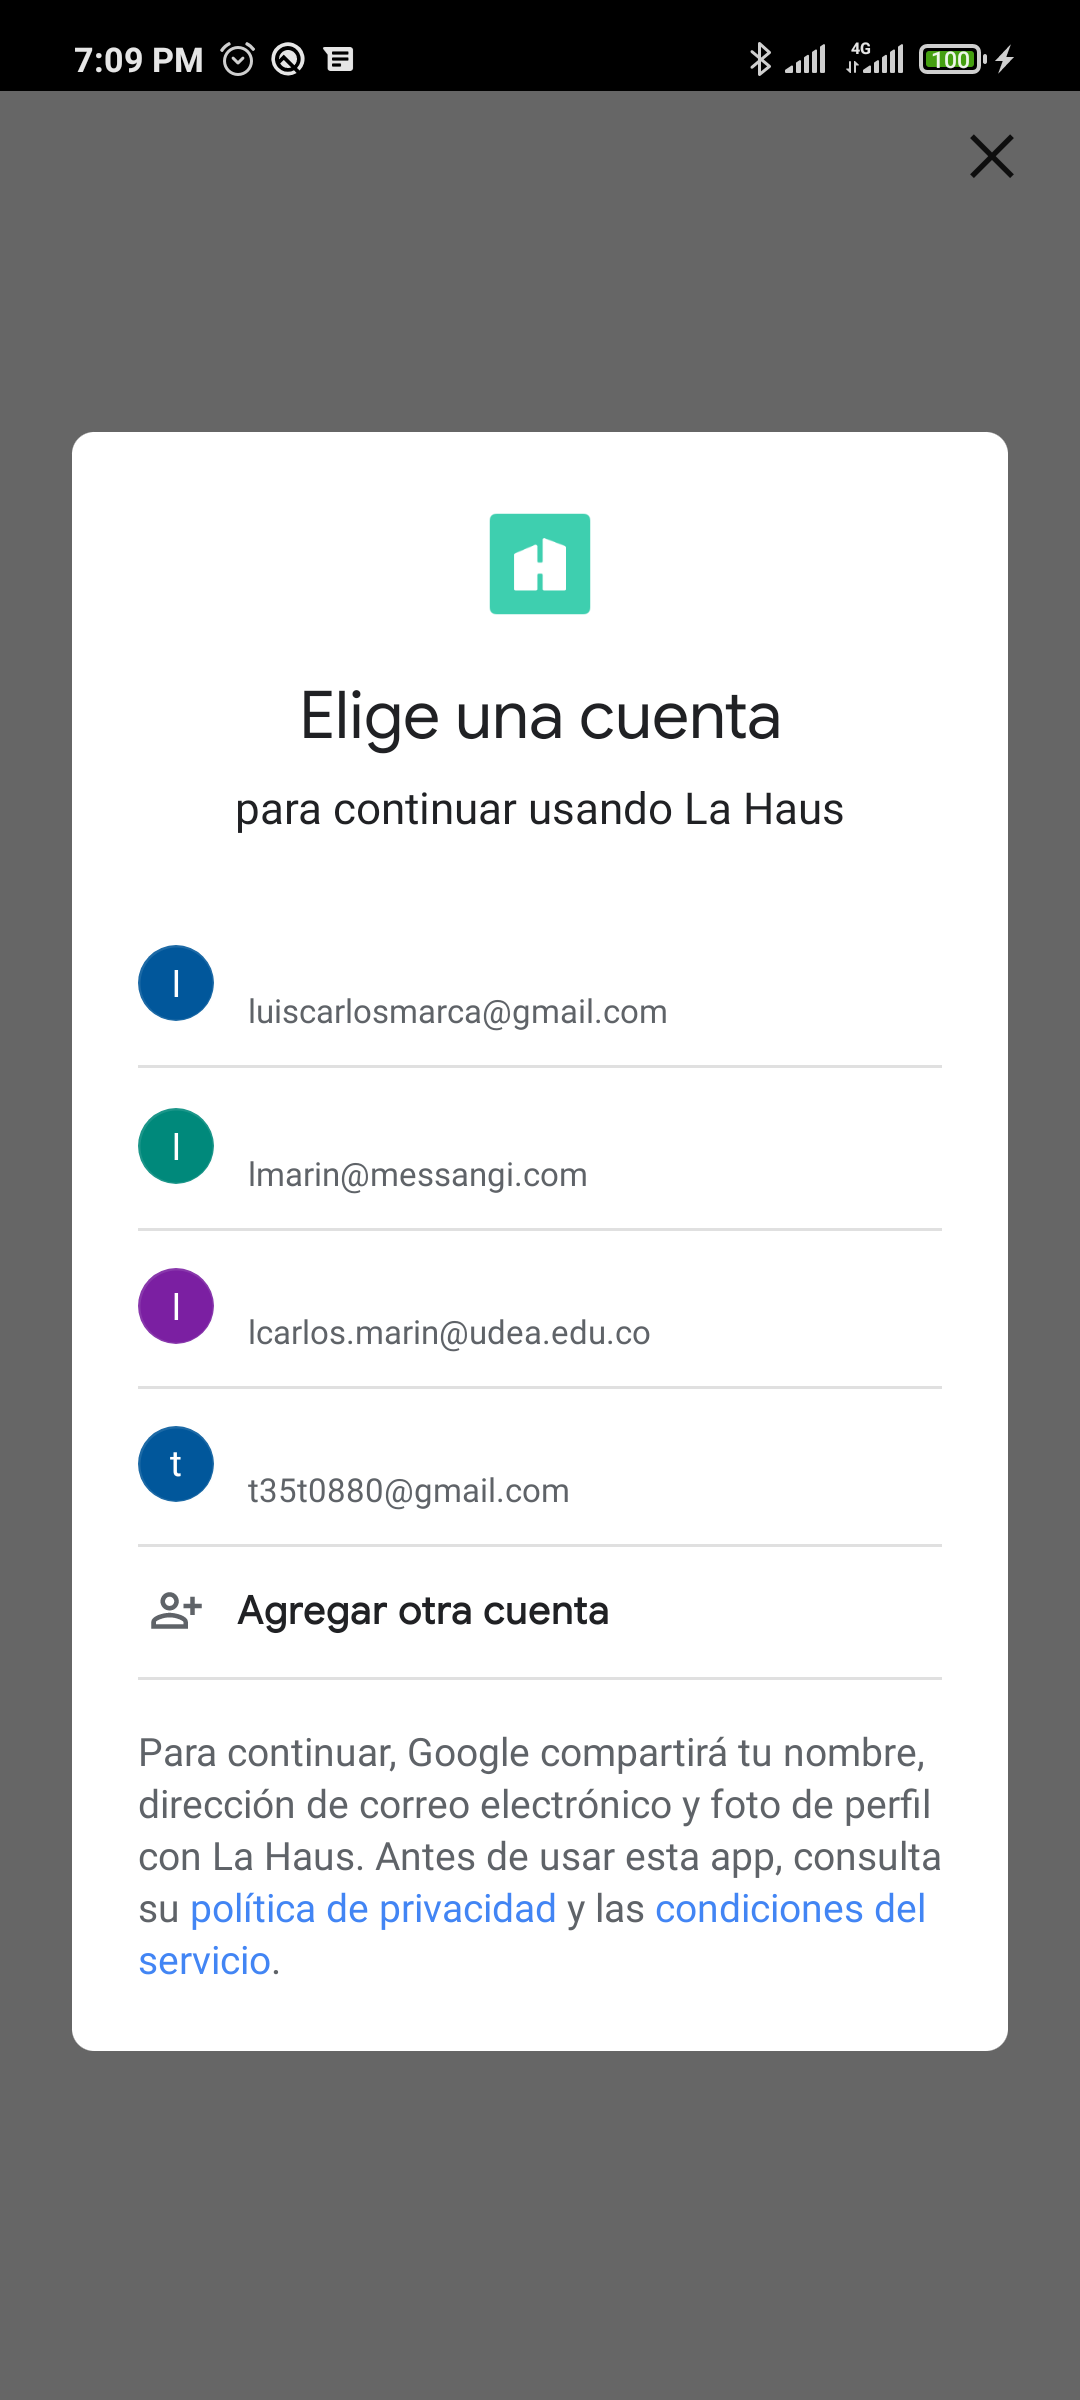 7:09 PM
4G
100
Elige una cuenta
para continuar usando La Haus
l
luiscarlosmarca@gmail.com
l
lmarin@messangi.com
l
lcarlos.marin@udea.edu.co
t
t35t0880@gmail.com
Agregar otra cuenta
Para continuar, Google compartirá tu nombre,
dirección de correo electrónico y foto de perfil
con La Haus. Antes de usar esta app, consulta
su política de privacidad y las condiciones del
servicio.